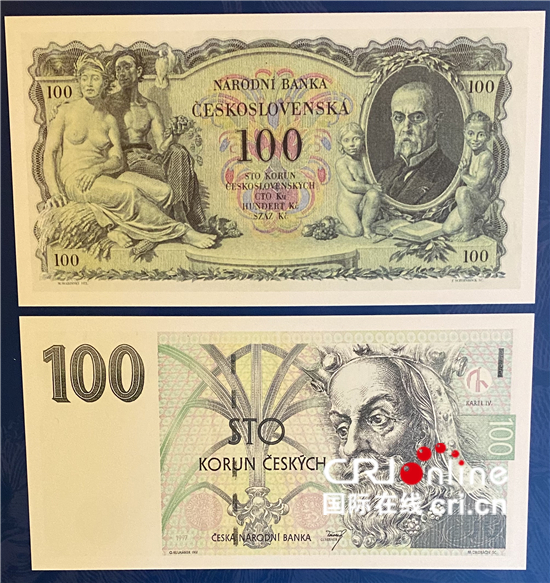 NÁRODNÍ BANKA
ČESKOSLOVENSKÁ
100
100
100
STO KORUN
ČESKOSLOVENSKÝCH
СТО Kč
HUNDERT Kč
SZÁZ Kč
100
100
100
KAREL IV.
STO
100
KORUN ČESKÝCH
CRIonline
国际在线 cri.cn
ČESKÁ NÁRODNÍ BANKA